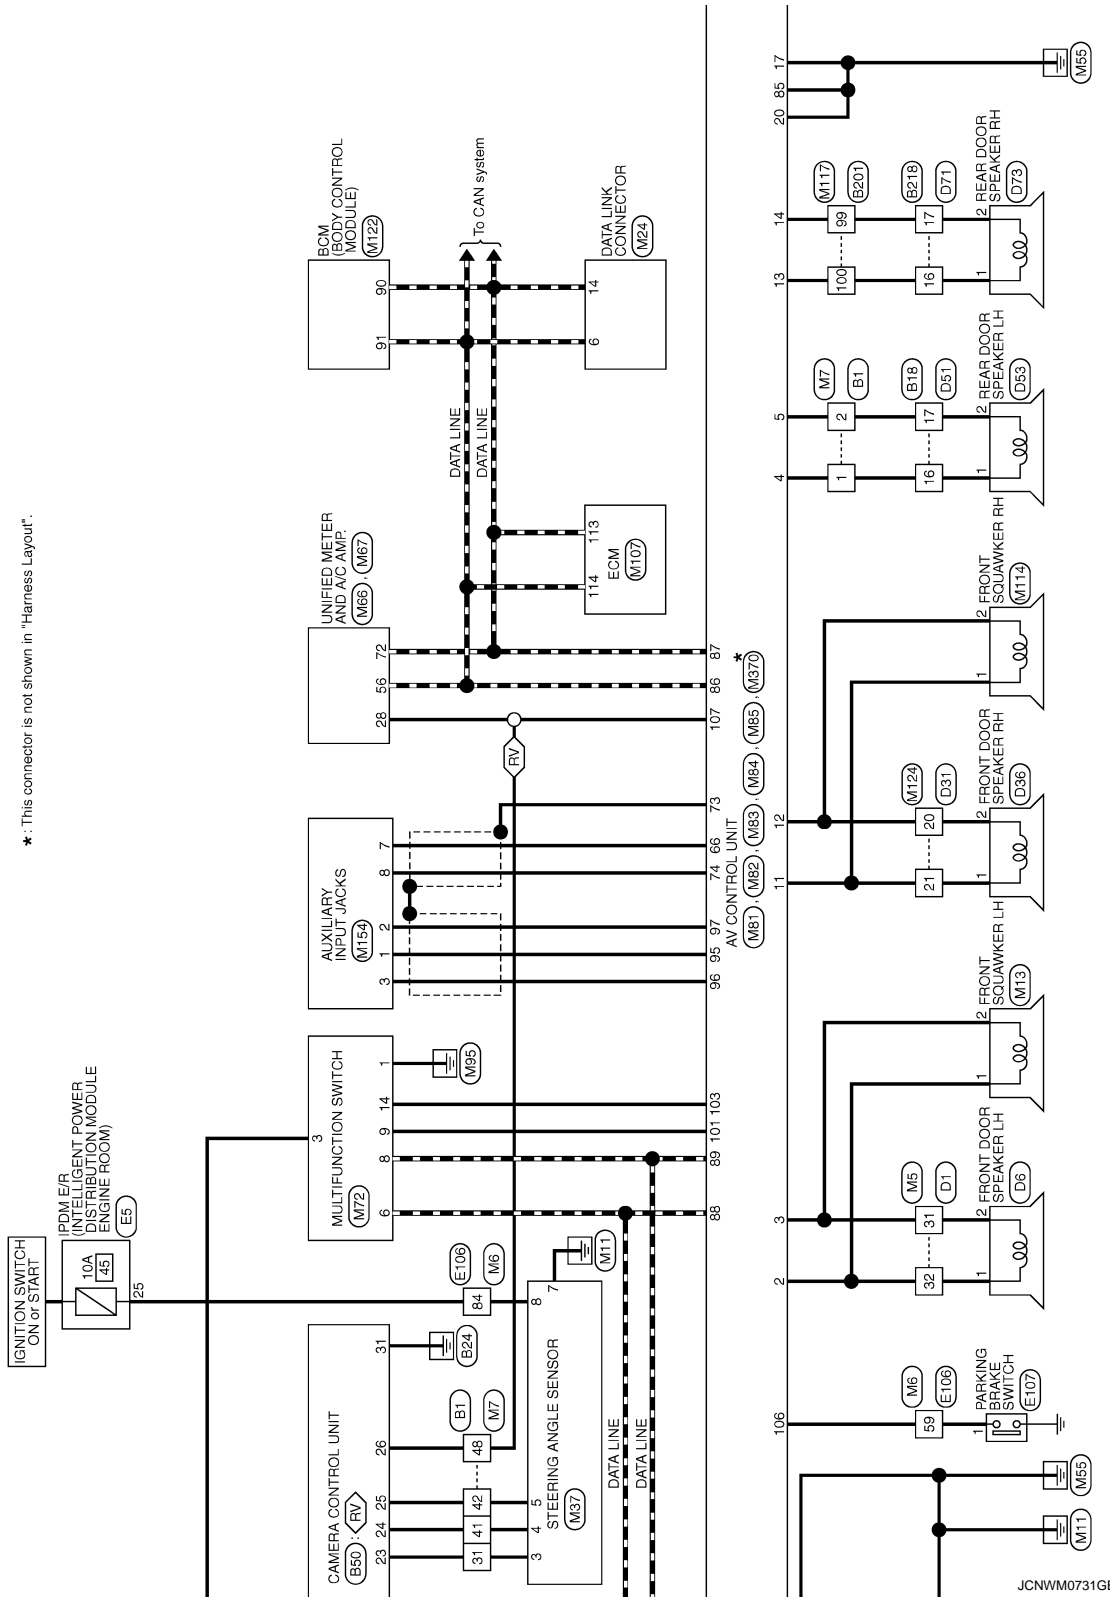 * : This connector is not shown in "Harness Layout".
IGNITION SWITCH
ON or START
10A
45
IPDM E/R
(INTELLIGENT POWER
DISTRIBUTION MODULE
ENGINE ROOM)
E5
25
CAMERA CONTROL UNIT
B50 : RV
23
24
25
26
31
B24
31
41
42
48
B1
M7
84
E106
M6
3
4
5
8
7
M11
STEERING ANGLE SENSOR
M37
DATA LINE
DATA LINE
3
MULTIFUNCTION SWITCH
M72
6
8
9
14
1
M95
88
89
101
103
AUXILIARY
INPUT JACKS
M154
3
1
2
8
7
96
95
97
74
66
73
RV
UNIFIED METER
AND A/C AMP.
M66 , M67
28
56
72
107
86
87
ECM
M107
114
113
DATA LINE
DATA LINE
BCM
(BODY CONTROL
MODULE)
M122
91
90
To CAN system
DATA LINK
CONNECTOR
M24
6
14
AV CONTROL UNIT
M81 , M82 , M83 , M84 , M85 , M370 *
M11
M55
106
59
M6
E106
1
PARKING
BRAKE
SWITCH
E107
2
3
32
31
M5
D1
1
2
FRONT DOOR
SPEAKER LH
D6
1
2
FRONT
SQUAWKER LH
M13
11
12
21
20
M124
D31
1
2
FRONT DOOR
SPEAKER RH
D36
1
2
FRONT
SQUAWKER RH
M114
4
5
1
2
M7
B1
16
17
B18
D51
1
2
REAR DOOR
SPEAKER LH
D53
13
14
100
99
M117
B201
16
17
B218
D71
1
2
REAR DOOR
SPEAKER RH
D73
20
85
17
M55
JCNWM0731GE